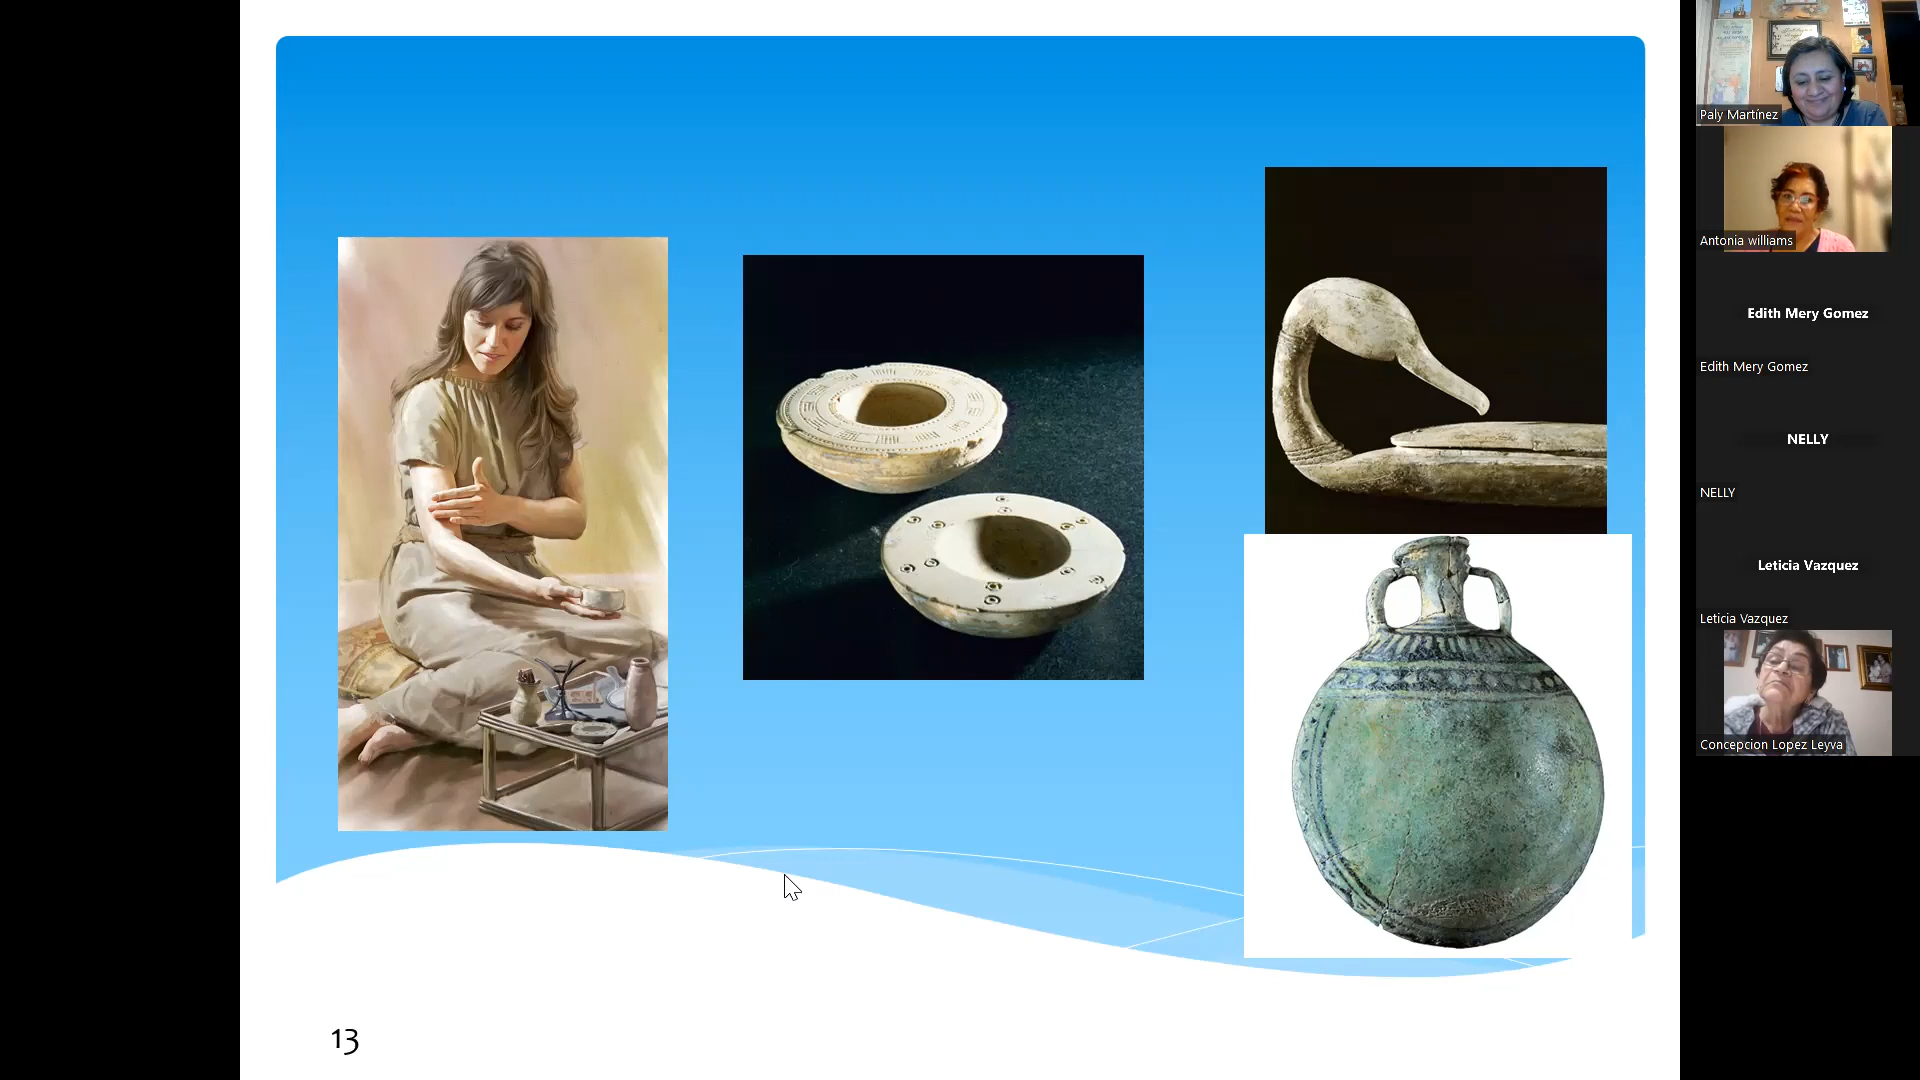 13
Paly Martínez
Antonia williams
Edith Mery Gomez
Edith Mery Gomez
NELLY
NELLY
Leticia Vazquez
Leticia Vazquez
Concepcion Lopez Leyva